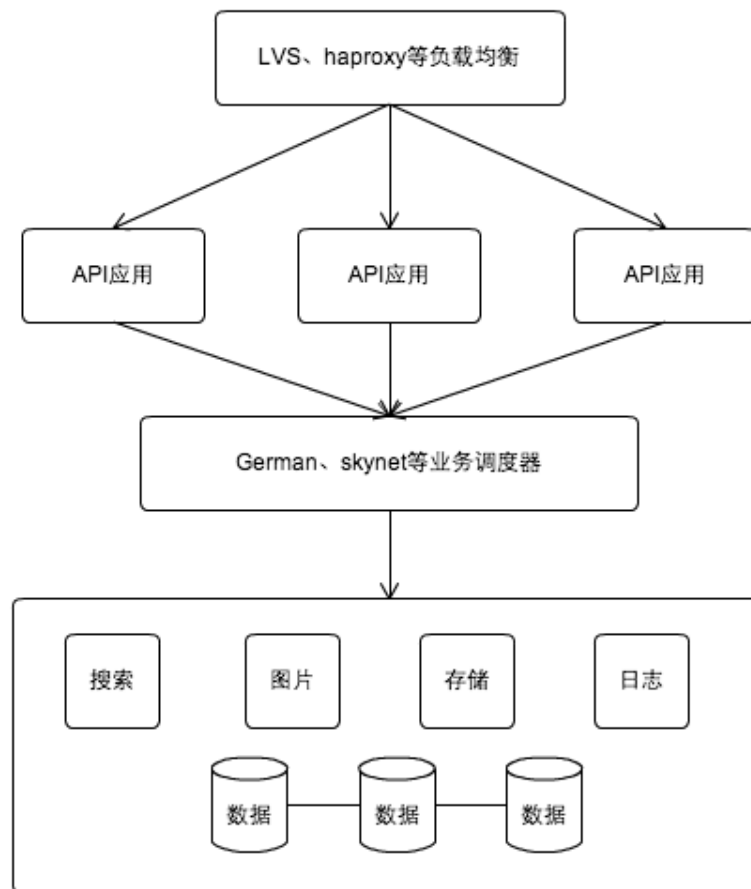 LVS、haproxy等负载均衡
API应用
API应用
API应用
German、skynet等业务调度器
搜索
图片
存储
日志
数据
数据
数据